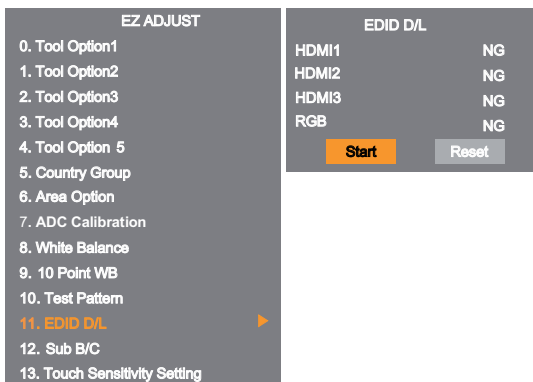 EZ ADJUST
0. Tool Option1
1. Tool Option2
2. Tool Option3
3. Tool Option4
4. Tool Option 5
5. Country Group
6. Area Option
7. ADC Calibration
8. White Balance
9. 10 Point WB
10. Test Pattern
11. EDID D/L
12. Sub B/C
13. Touch Sensitivity Setting
EDID D/L
HDMI1 NG
HDMI2 NG
HDMI3 NG
RGB NG
Start Reset